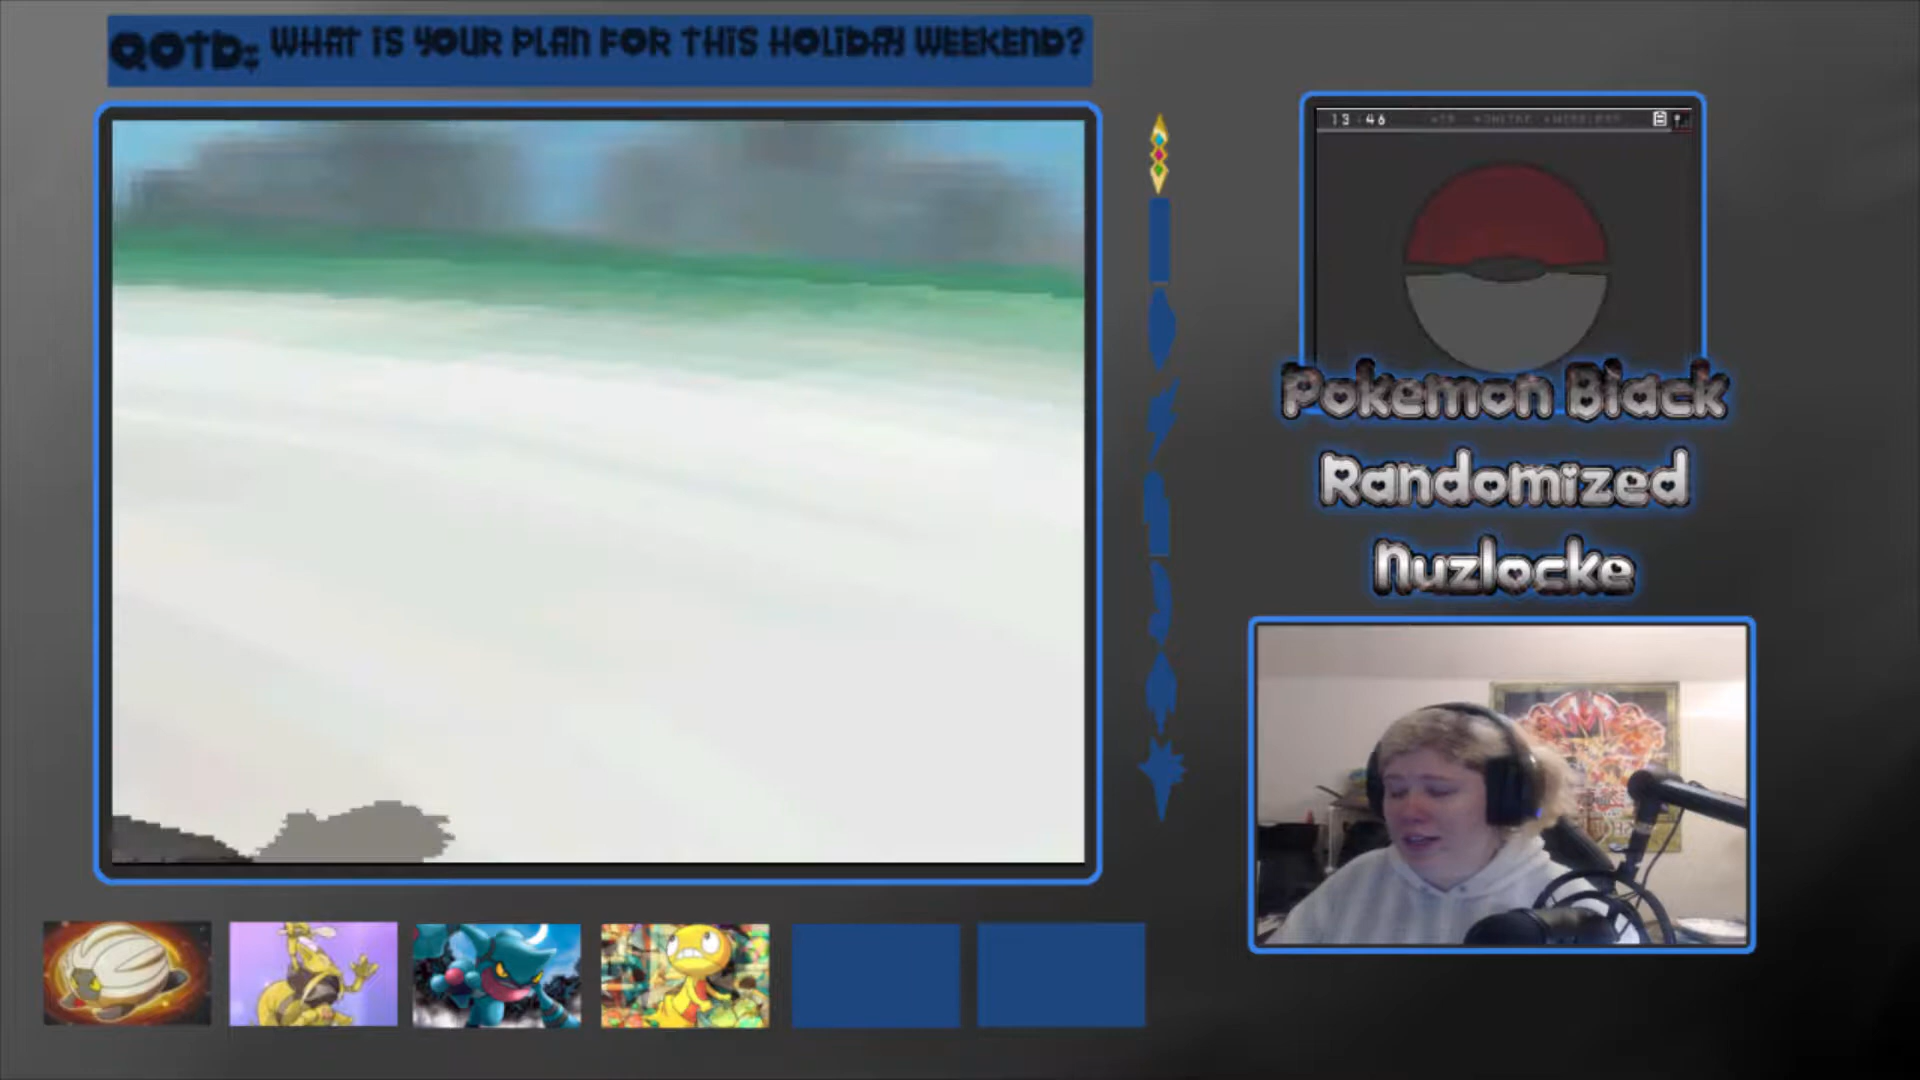 QOTD: WHAT IS YOUR PLAN FOR THIS HOLIDAY WEEKEND?
13:46
Pokemon Black
Randomized
Nuzlocke